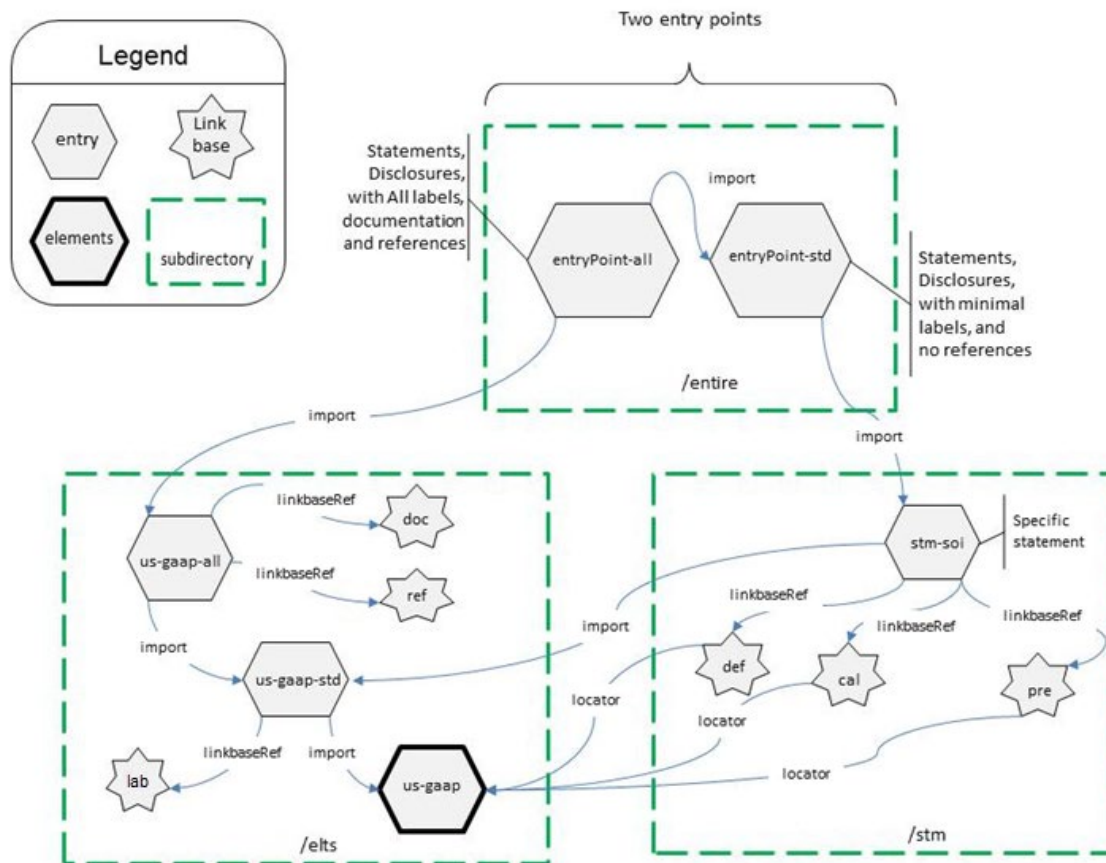 Two entry points
Legend
entry
Link
base
elements
subdirectory
Statements,
Disclosures,
with All labels,
documentation
and references
import
entryPoint-all
entryPoint-std
Statements,
Disclosures,
with minimal
labels, and
no references
/entire
import
import
linkbaseRef
doc
us-gaap-all
linkbaseRef
ref
import
us-gaap-std
linkbaseRef
import
lab
us-gaap
/elts
stm-soi
Specific
statement
linkbaseRef
linkbaseRef
linkbaseRef
import
def
cal
pre
locator
locator
locator
/stm